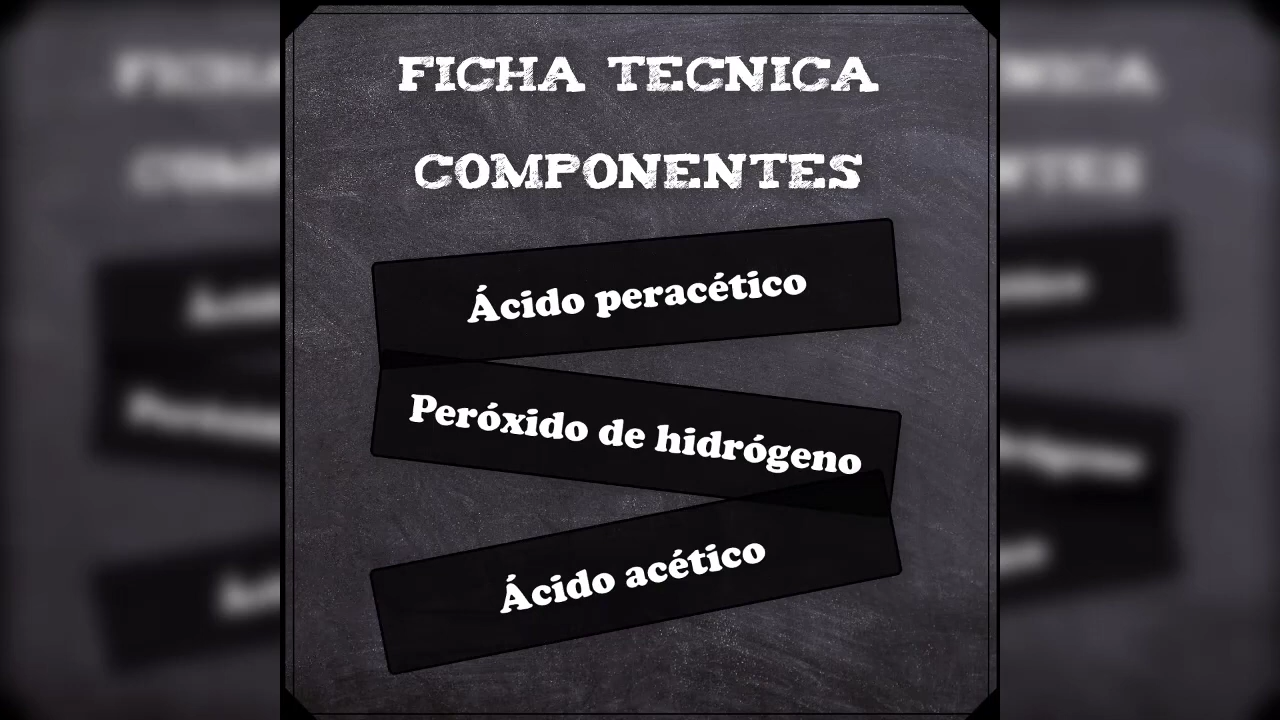 FICHA TECNICA
COMPONENTES
Ácido peracético
Peróxido de hidrógeno
Ácido acético